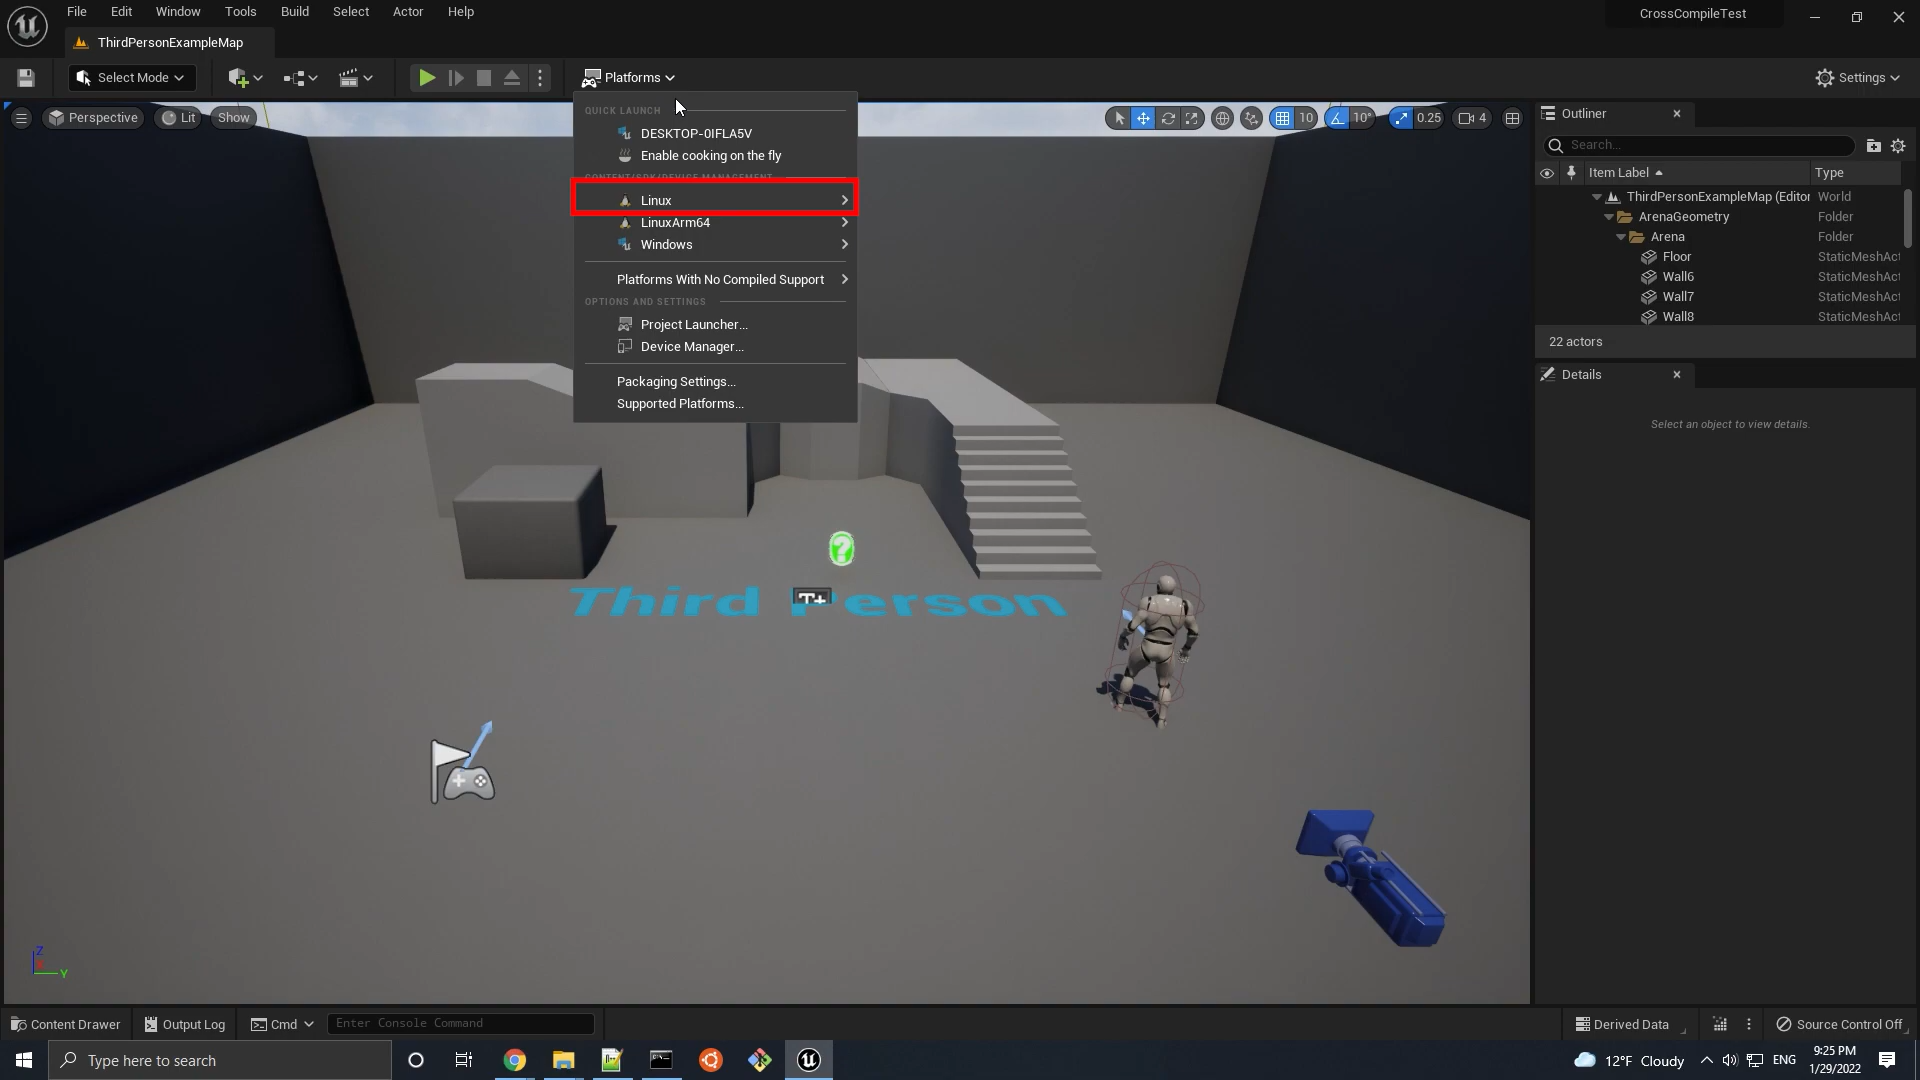 File Edit Window Tools Build Select Actor Help
CrossCompileTest
ThirdPersonExampleMap
Select Mode
Platforms
Settings
Perspective Lit Show
10 10° 0.25 4
QUICK LAUNCH
DESKTOP-0IFLA5V
Enable cooking on the fly
CONTENT/SDK/DEVICE MANAGEMENT
Linux
LinuxArm64
Windows
Platforms With No Compiled Support
OPTIONS AND SETTINGS
Project Launcher...
Device Manager...
Packaging Settings...
Supported Platforms...
Outliner
Search...
Item Label Type
ThirdPersonExampleMap (Editor World
ArenaGeometry Folder
Arena Folder
Floor StaticMeshAct
Wall6 StaticMeshAct
Wall7 StaticMeshAct
Wall8 StaticMeshAct
22 actors
Details
Select an object to view details.
Third Person
T+
Z
Y
Content Drawer Output Log Cmd Enter Console Command
Derived Data Source Control Off
Type here to search
12°F Cloudy ENG
9:25 PM
1/29/2022